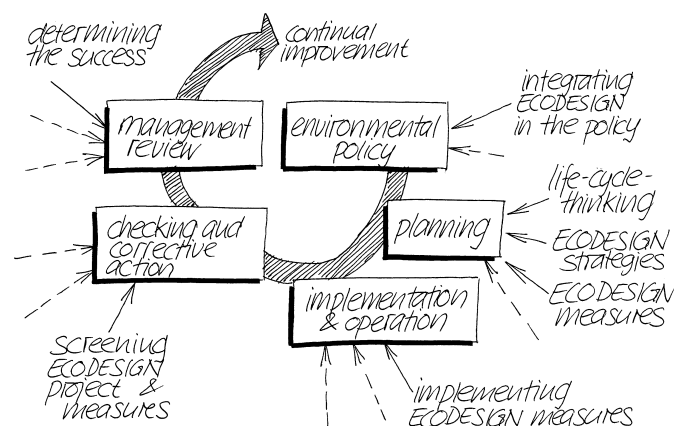 determining
the success
continual
improvement
management
review
environmental
policy
integrating
ECODESIGN
in the policy
life-cycle-
thinking
planning
ECODESIGN
strategies
ECODESIGN
measures
checking and
corrective
action
implementation
& operation
screening
ECODESIGN
project &
measures
implementing
ECODESIGN measures